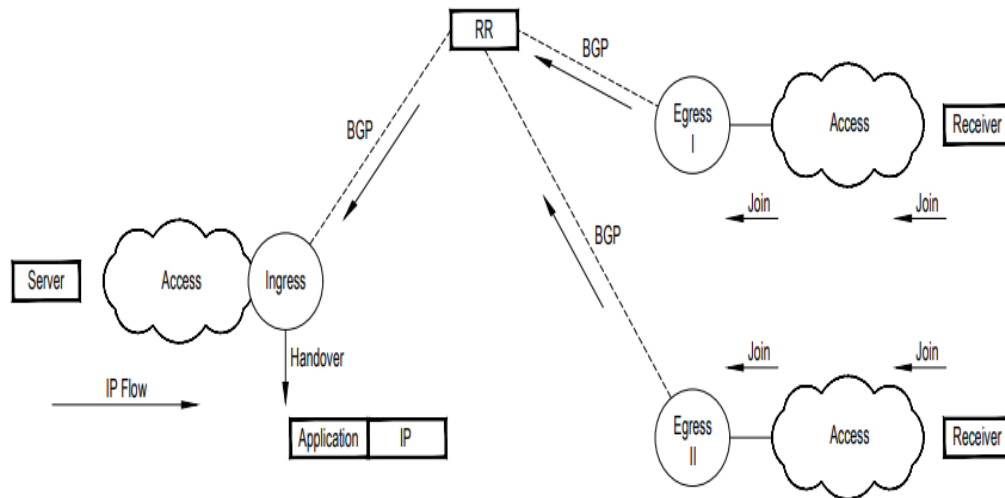 RR
BGP
BGP
Egress
I
Access
Receiver
Join
Join
BGP
Server
Access
Ingress
Handover
IP Flow
Application
IP
Join
Join
Egress
II
Access
Receiver